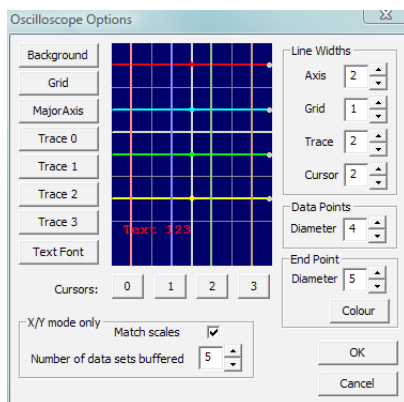 Oscilloscope Options
Background
Grid
MajorAxis
Trace 0
Trace 1
Trace 2
Trace 3
Text Font
Text 123
Cursors: 0 1 2 3
X/Y mode only
Match scales
Number of data sets buffered 5
Line Widths
Axis 2
Grid 1
Trace 2
Cursor 2
Data Points
Diameter 4
End Point
Diameter 5
Colour
OK
Cancel